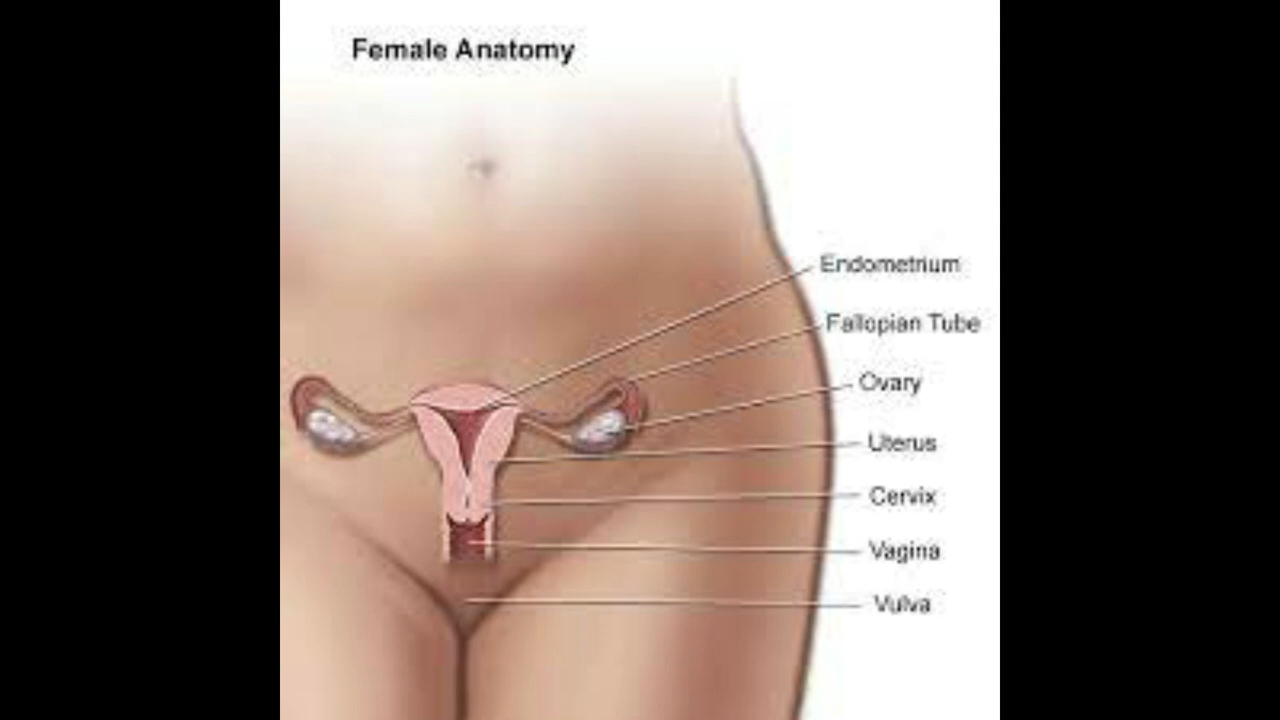 Female Anatomy
Endometrium
Fallopian Tube
Ovary
Uterus
Cervix
Vagina
Vulva